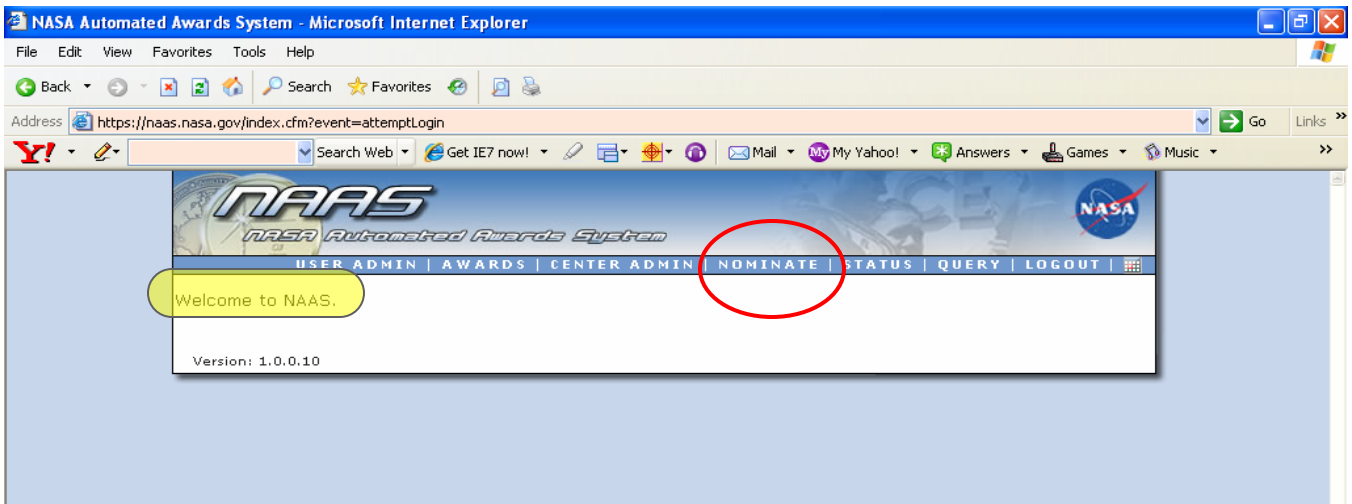 NASA Automated Awards System - Microsoft Internet Explorer
File Edit View Favorites Tools Help
Back Search Favorites
Address https://naas.nasa.gov/index.cfm?event=attemptLogin Go Links »
Y! Search Web Get IE7 now! Mail My My Yahoo! Answers Games Music »
NAAS
NASA
NASA Automated Awards System
USER ADMIN | AWARDS | CENTER ADMIN | NOMINATE | STATUS | QUERY | LOGOUT |
Welcome to NAAS.
Version: 1.0.0.10